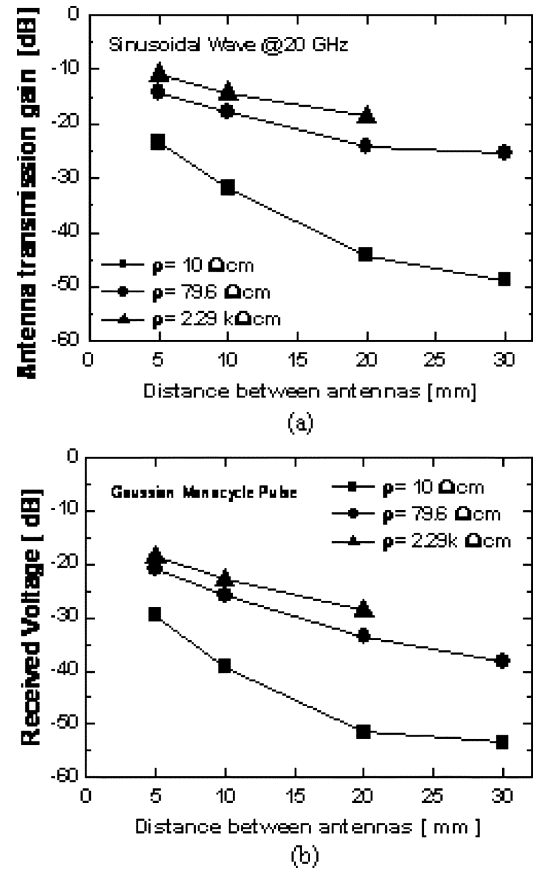 0
-10
-20
-30
-40
-50
-60
Antenna transmission gain [dB]
Sinusoidal Wave @20 GHz
ρ= 10 Ωcm
ρ= 79.6 Ωcm
ρ= 2.29 kΩcm
0 5 10 15 20 25 30
Distance between antennas [mm]
(a)
0
-10
-20
-30
-40
-50
-60
Received Voltage [ dB]
Gaussian Monocycle Pulse
ρ= 10 Ωcm
ρ= 79.6 Ωcm
ρ= 2.29k Ωcm
0 5 10 15 20 25 30
Distance between antennas [ mm ]
(b)